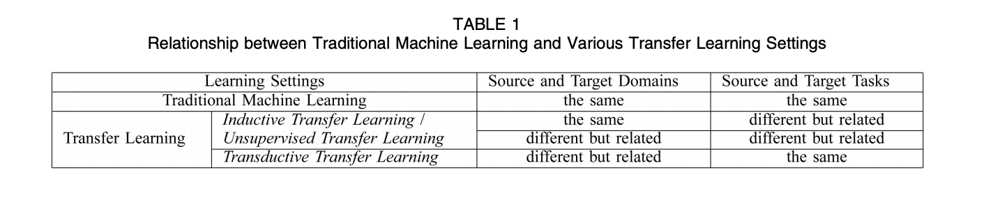 TABLE 1
Relationship between Traditional Machine Learning and Various Transfer Learning Settings
Learning Settings Source and Target Domains Source and Target Tasks
Traditional Machine Learning the same the same
Inductive Transfer Learning / the same different but related
Transfer Learning Unsupervised Transfer Learning different but related different but related
Transductive Transfer Learning different but related the same